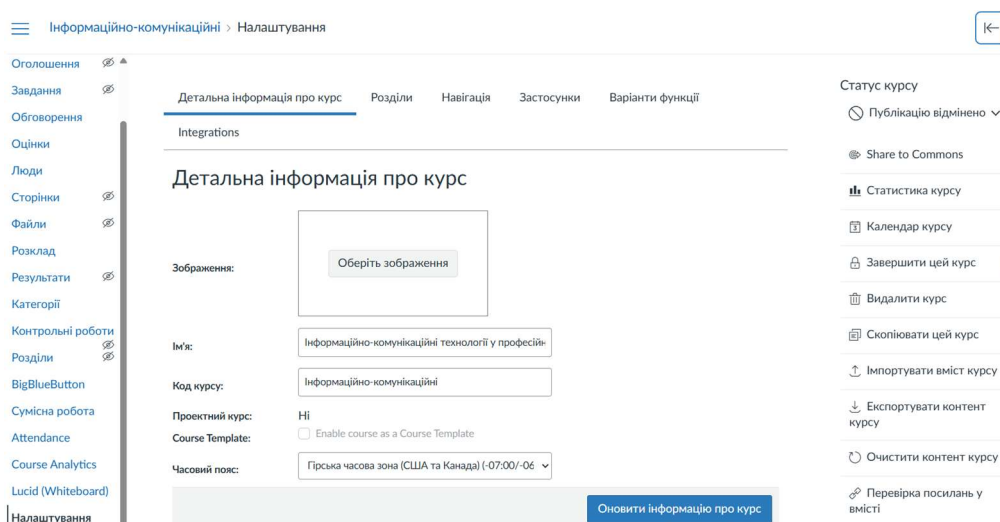 Інформаційно-комунікаційні > Налаштування
Оголошення
Завдання
Обговорення
Оцінки
Люди
Сторінки
Файли
Розклад
Результати
Категорії
Контрольні роботи
Розділи
BigBlueButton
Сумісна робота
Attendance
Course Analytics
Lucid (Whiteboard)
Налаштування
Детальна інформація про курс Розділи Навігація Застосунки Варіанти функції
Integrations
Детальна інформація про курс
Зображення: Оберіть зображення
Ім'я: Інформаційно-комунікаційні технології у професій
Код курсу: Інформаційно-комунікаційні
Проектний курс: Ні
Course Template: Enable course as a Course Template
Часовий пояс: Гірська часова зона (США та Канада) (-07:00/-06
Оновити інформацію про курс
Статус курсу
Публікацію відмінено
Share to Commons
Статистика курсу
Календар курсу
Завершити цей курс
Видалити курс
Скопіювати цей курс
Імпортувати вміст курсу
Експортувати контент
курсу
Очистити контент курсу
Перевірка посилань у
вмісті